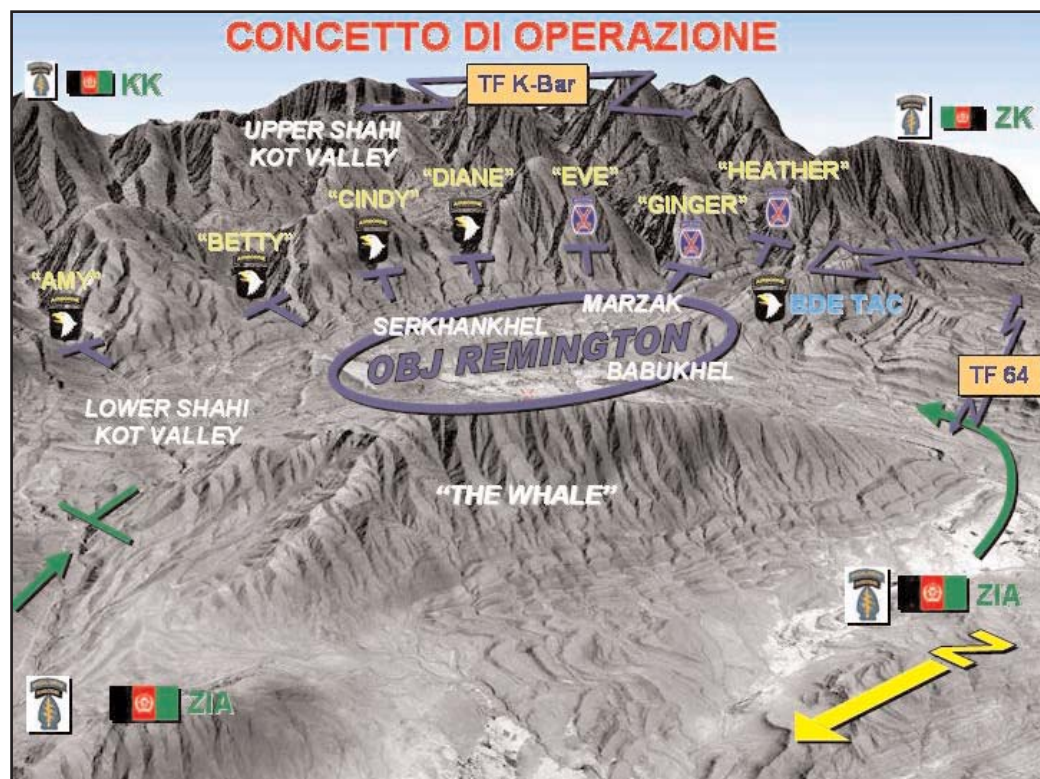 CONCETTO DI OPERAZIONE
KK
TF K-Bar
ZK
UPPER SHAHI
KOT VALLEY
"AMY"
"BETTY"
"CINDY"
"DIANE"
"EVE"
"GINGER"
"HEATHER"
BDE TAC
MARZAK
SERKHANKHEL
OBJ REMINGTON
BABUKHEL
TF 64
LOWER SHAHI
KOT VALLEY
"THE WHALE"
ZIA
N
ZIA